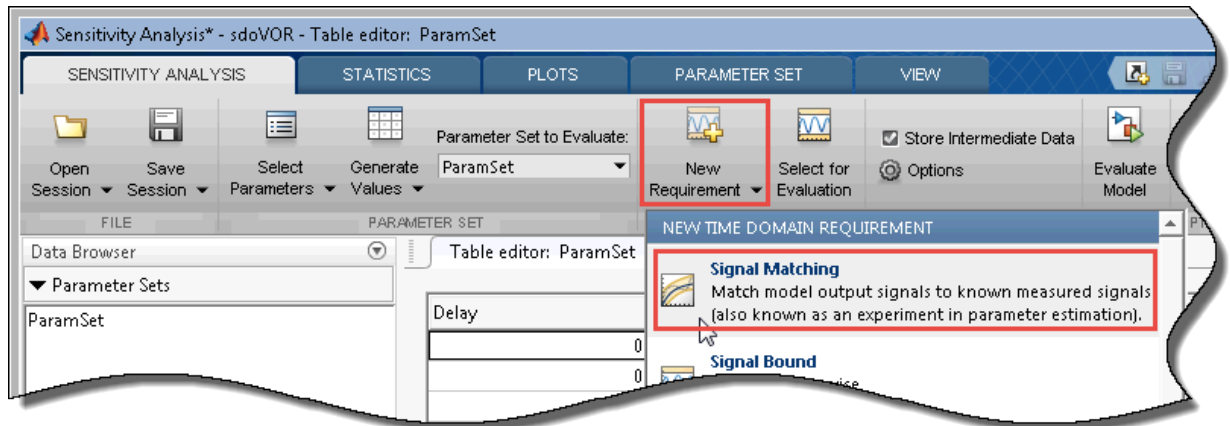 Sensitivity Analysis* - sdoVOR - Table editor: ParamSet
SENSITIVITY ANALYSIS
STATISTICS
PLOTS
PARAMETER SET
VIEW
Open
Session
Save
Session
Select
Parameters
Generate
Values
Parameter Set to Evaluate:
ParamSet
New
Requirement
Select for
Evaluation
Store Intermediate Data
Options
Evaluate
Model
FILE
PARAMETER SET
NEW TIME DOMAIN REQUIREMENT
Data Browser
Table editor: ParamSet
Parameter Sets
ParamSet
Delay
0
0
Signal Matching
Match model output signals to known measured signals
(also known as an experiment in parameter estimation).
Signal Bound